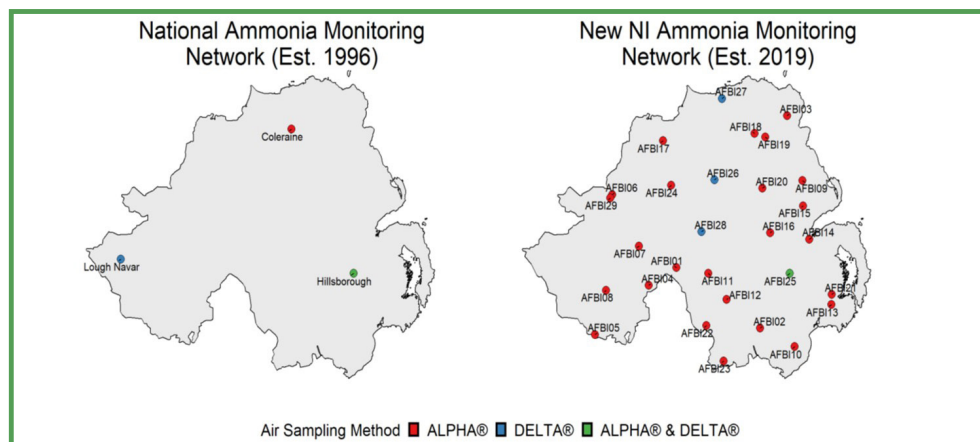 National Ammonia Monitoring
Network (Est. 1996)
New NI Ammonia Monitoring
Network (Est. 2019)
Coleraine
Lough Navar
Hillsborough
AFBI27
AFBI03
AFBI18
AFBI19
AFBI17
AFBI26
AFBI20
AFBI09
AFBI06
AFBI24
AFBI29
AFBI15
AFBI28
AFBI16
AFBI14
AFBI07
AFBI01
AFBI04
AFBI11
AFBI25
AFBI08
AFBI12
AFBI21
AFBI13
AFBI05
AFBI22
AFBI02
AFBI23
AFBI10
Air Sampling Method ALPHA® DELTA® ALPHA® & DELTA®